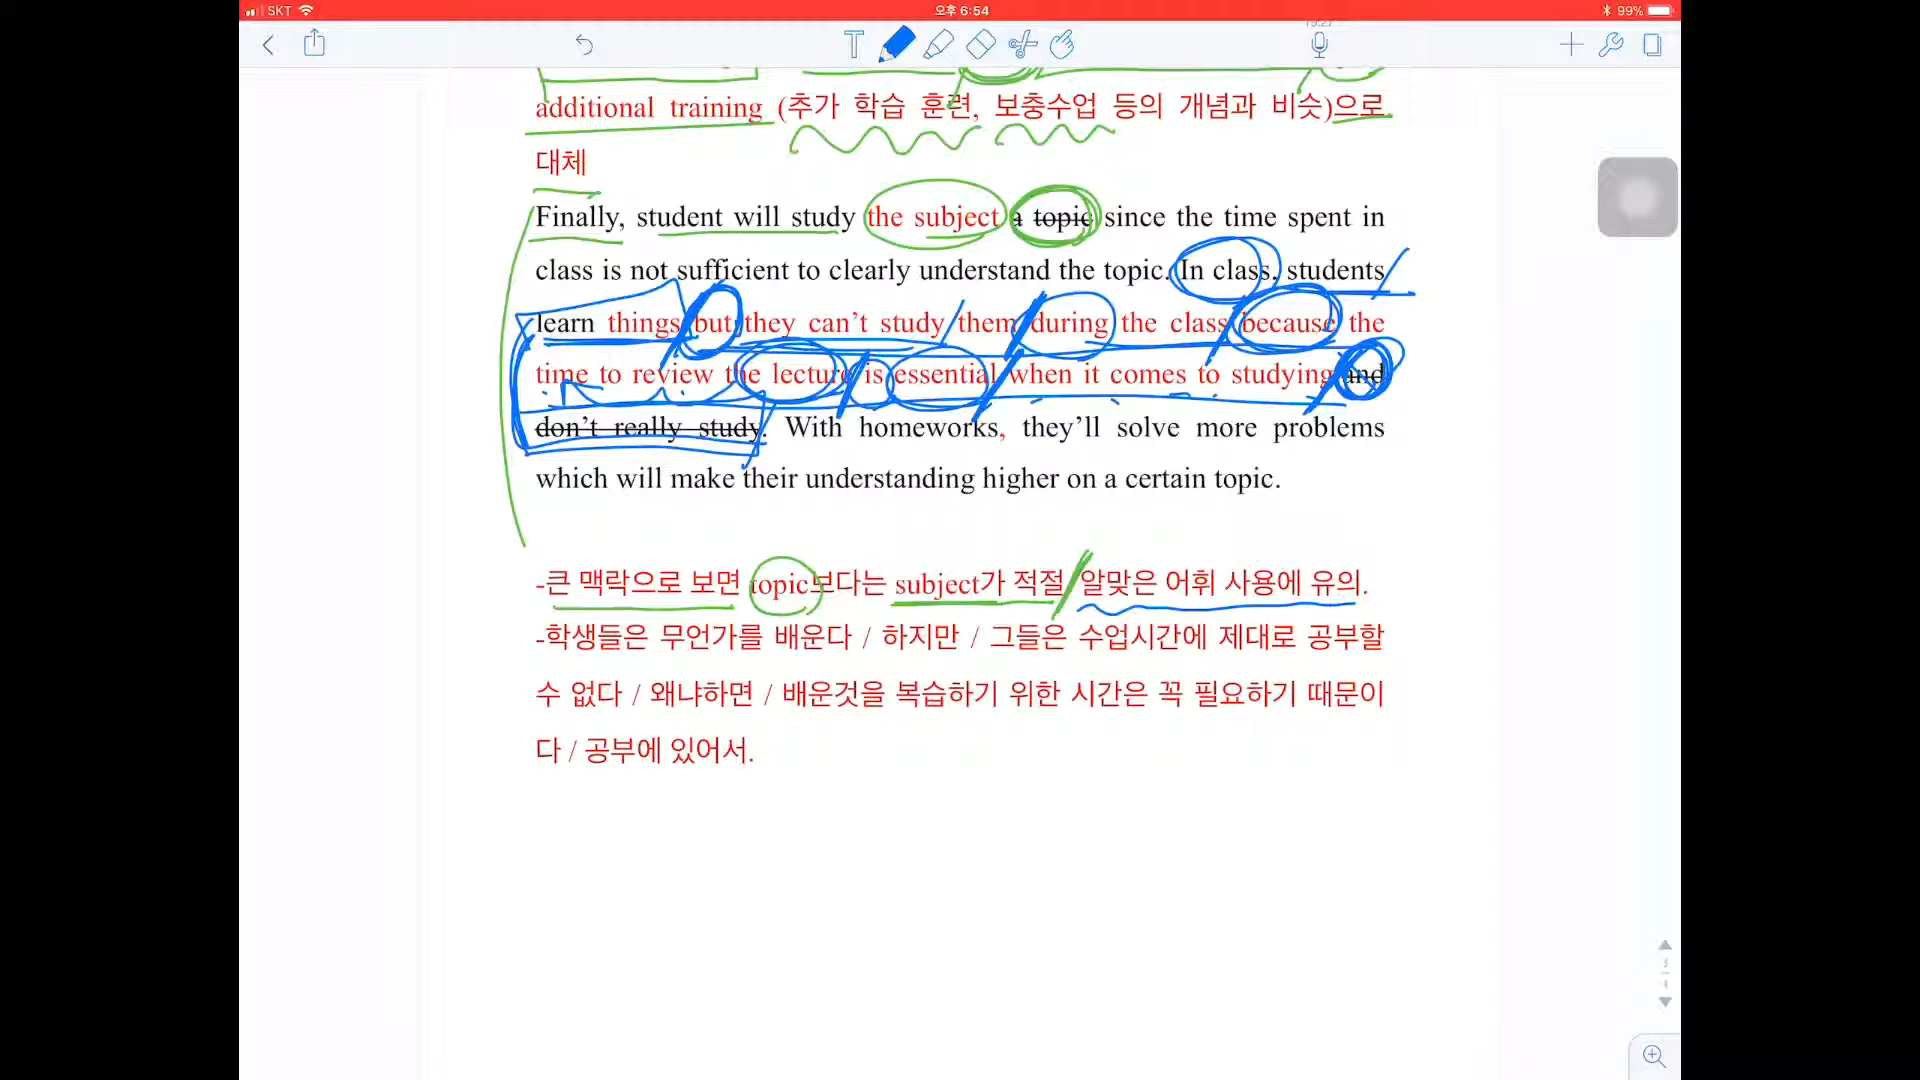 SKT 오후 6:54 99%
additional training (추가 학습 훈련, 보충수업 등의 개념과 비슷)으로
대체
Finally, student will study the subject a topic since the time spent in
class is not sufficient to clearly understand the topic. In class, students
learn things but they can't study them during the class because the
time to review the lecture is essential when it comes to studying and
don't really study. With homeworks, they'll solve more problems
which will make their understanding higher on a certain topic.
-큰 맥락으로 보면 topic보다는 subject가 적절 알맞은 어휘 사용에 유의.
-학생들은 무언가를 배운다 / 하지만 / 그들은 수업시간에 제대로 공부할
수 없다 / 왜냐하면 / 배운것을 복습하기 위한 시간은 꼭 필요하기 때문이
다 / 공부에 있어서.